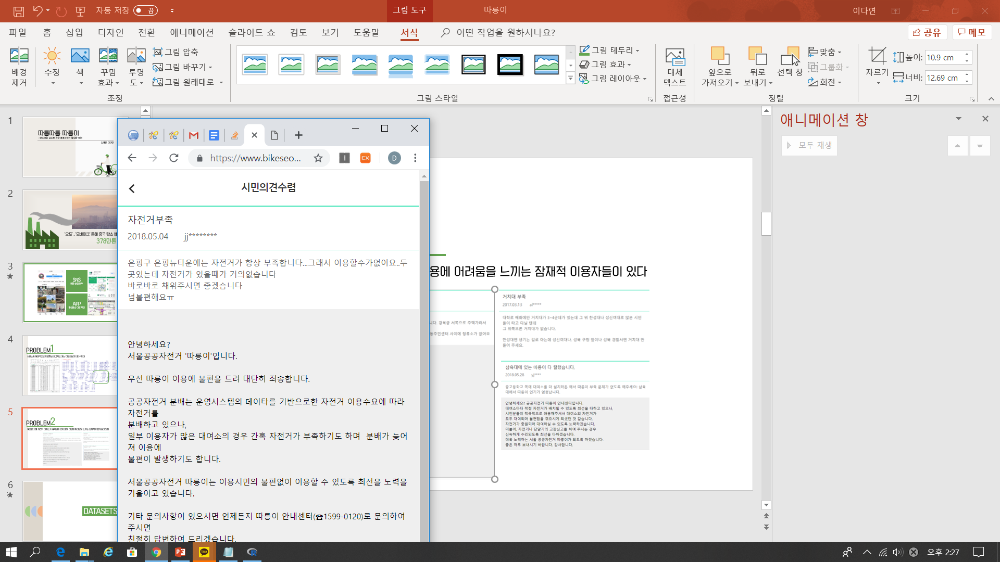 자동 저장 끔
그림 도구
따릉이
이다연
파일 홈 삽입 디자인 전환 애니메이션 슬라이드 쇼 검토 보기 도움말 서식 어떤 작업을 원하시나요?
공유 메모
배경 제거
수정
색
꾸밈 효과
투명도
그림 압축
그림 바꾸기
그림 원래대로
조정
그림 스타일
그림 테두리
그림 효과
그림 레이아웃
대체 텍스트
접근성
앞으로 가져오기
뒤로 보내기
선택 창
맞춤
그룹화
회전
정렬
자르기
높이: 10.9 cm
너비: 12.69 cm
크기
1
따릉따릉 따릉이
2
'오포', '모바이크' 통해 중국 탄소 배
378만톤
3
SNS
APP
4
PROBLEM1
5
PROBLEM2
6
DATASETS
https://www.bikeseo...
EX
D
시민의견수렴
자전거부족
2018.05.04 jj********
은평구 은평뉴타운에는 자전거가 항상 부족합니다...그래서 이용할수가없어요..두
곳있는데 자전거가 있을때가 거의없습니다
바로바로 채워주시면 좋겠습니다
넘불편해요ㅠ
안녕하세요?
서울공공자전거 '따릉이'입니다.
우선 따릉이 이용에 불편을 드려 대단히 죄송합니다.
공공자전거 분배는 운영시스템의 데이타를 기반으로한 자전거 이용수요에 따라
자전거를
분배하고 있으나,
일부 이용자가 많은 대여소의 경우 간혹 자전거가 부족하기도 하며 분배가 늦어
져 이용에
불편이 발생하기도 합니다.
서울공공자전거 따릉이는 이용시민의 불편없이 이용할 수 있도록 최선을 노력을
기울이고 있습니다.
기타 문의사항이 있으시면 언제든지 따릉이 안내센터(☎1599-0120)로 문의하여
주시면
친절히 답변하여 드리겠습니다.
용에 어려움을 느끼는 잠재적 이용자들이 있다
니다. 경복궁 서쪽으로 주택가라서
동주민센터 사이에 정류소가 없어요
거치대 부족
2017.03.13 al*****
대학로 혜화에만 거치대가 3~4군데가 있는데 그 위 한성대나 성신여대로 많은 시민
들이 타고 다닐 텐데
그 위쪽으론 거치대가 없습니다.
한성대엔 생기는 걸로 아는데 성신여대나, 성북 구청 앞이나 성북 경찰서엔 거치대 만
들어 주세요.
삼육대에 있는 따릉이 다 털렸습니다.
2018.05.28 yj****
중고등학교 쪽에 대여소를 더 설치하든 해서 따릉이 부족 문제가 없도록 해주세요! 삼육
대에서 따릉이 인기가 엄청납니다.
안녕하세요? 공공자전거 따릉이 안내센터입니다.
대여소마다 적정 자전거가 배치될 수 있도록 최선을 다하고 있으나,
시민분들이 적극적으로 애용해주셔서 대여소의 자전거가
모두 대여되어 불편함을 겪으시게 되셨던 것 같습니다.
자전거가 충원되어 대여하실 수 있도록 노력하겠습니다.
더불어, 자전거나 단말기의 고장신고를 하여 주시는 경우
신속하게 수리되도록 최선을 다하겠습니다.
더욱 노력하는 서울 공공자전거 따릉이가 되도록 하겠습니다.
좋은 하루 보내시기 바랍니다. 감사합니다.
애니메이션 창
모두 재생
오후 2:27